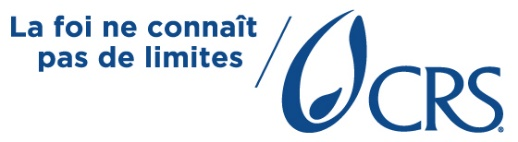 La foi ne connaît
pas de limites
CRS®